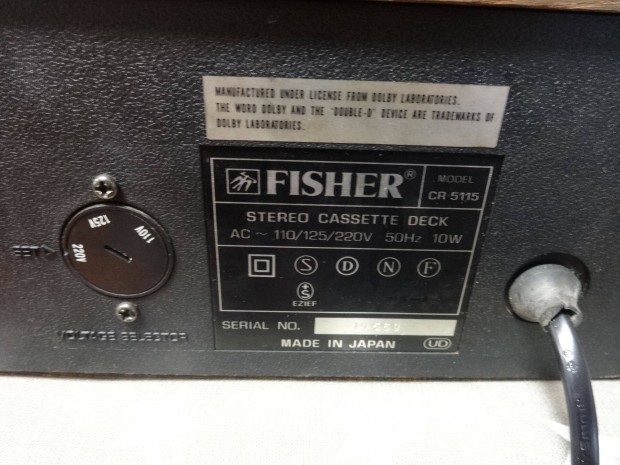 MANUFACTURED UNDER LICENSE FROM DOLBY LABORATORIES.
THE WORD DOLBY AND THE 'DOUBLE-D' DEVICE ARE TRADEMARKS OF
DOLBY LABORATORIES.
FISHER®
MODEL
CR-5115
STEREO CASSETTE DECK
AC ~ 110/125/220V 50Hz 10W
S D N F
S
EZIEF
SERIAL NO.
MADE IN JAPAN UD
110V
125V
220V
VOLTAGE SELECTOR